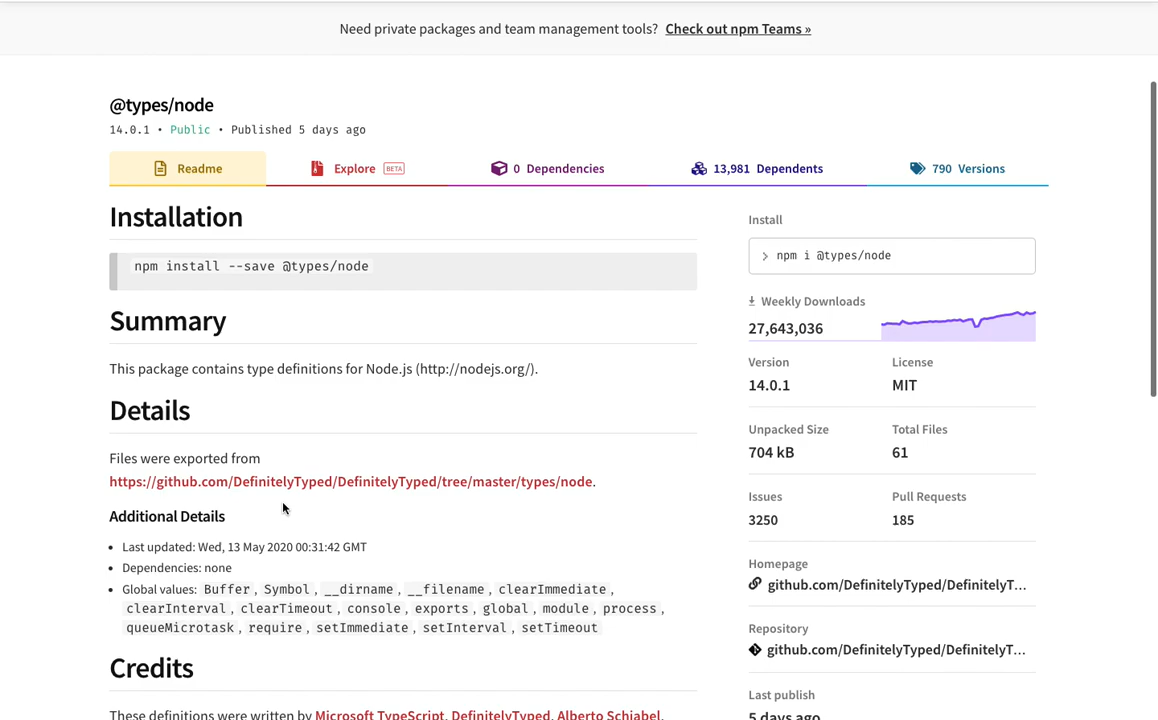 Need private packages and team management tools? Check out npm Teams »
@types/node
14.0.1 • Public • Published 5 days ago
Readme
Explore BETA
0 Dependencies
13,981 Dependents
790 Versions
Installation
npm install --save @types/node
Summary
This package contains type definitions for Node.js (http://nodejs.org/).
Details
Files were exported from
https://github.com/DefinitelyTyped/DefinitelyTyped/tree/master/types/node.
Additional Details
• Last updated: Wed, 13 May 2020 00:31:42 GMT
• Dependencies: none
• Global values: Buffer, Symbol, __dirname, __filename, clearImmediate,
clearInterval, clearTimeout, console, exports, global, module, process,
queueMicrotask, require, setImmediate, setInterval, setTimeout
Credits
These definitions were written by Microsoft TypeScript, DefinitelyTyped, Alberto Schiabel,
Install
> npm i @types/node
Weekly Downloads
27,643,036
Version
License
14.0.1
MIT
Unpacked Size
Total Files
704 kB
61
Issues
Pull Requests
3250
185
Homepage
github.com/DefinitelyTyped/DefinitelyT...
Repository
github.com/DefinitelyTyped/DefinitelyT...
Last publish
5 days ago